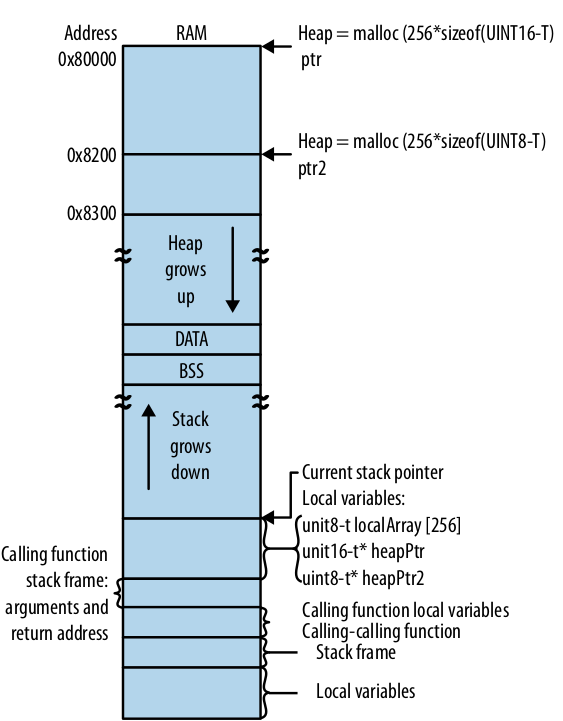 Address
RAM
0x80000
Heap = malloc (256*sizeof(UINT16-T)
ptr
0x8200
Heap = malloc (256*sizeof(UINT8-T)
ptr2
0x8300
Heap
grows
up
DATA
BSS
Stack
grows
down
Current stack pointer
Local variables:
unit8-t localArray [256]
unit16-t* heapPtr
uint8-t* heapPtr2
Calling function
stack frame:
arguments and
return address
Calling function local variables
Calling-calling function
Stack frame
Local variables